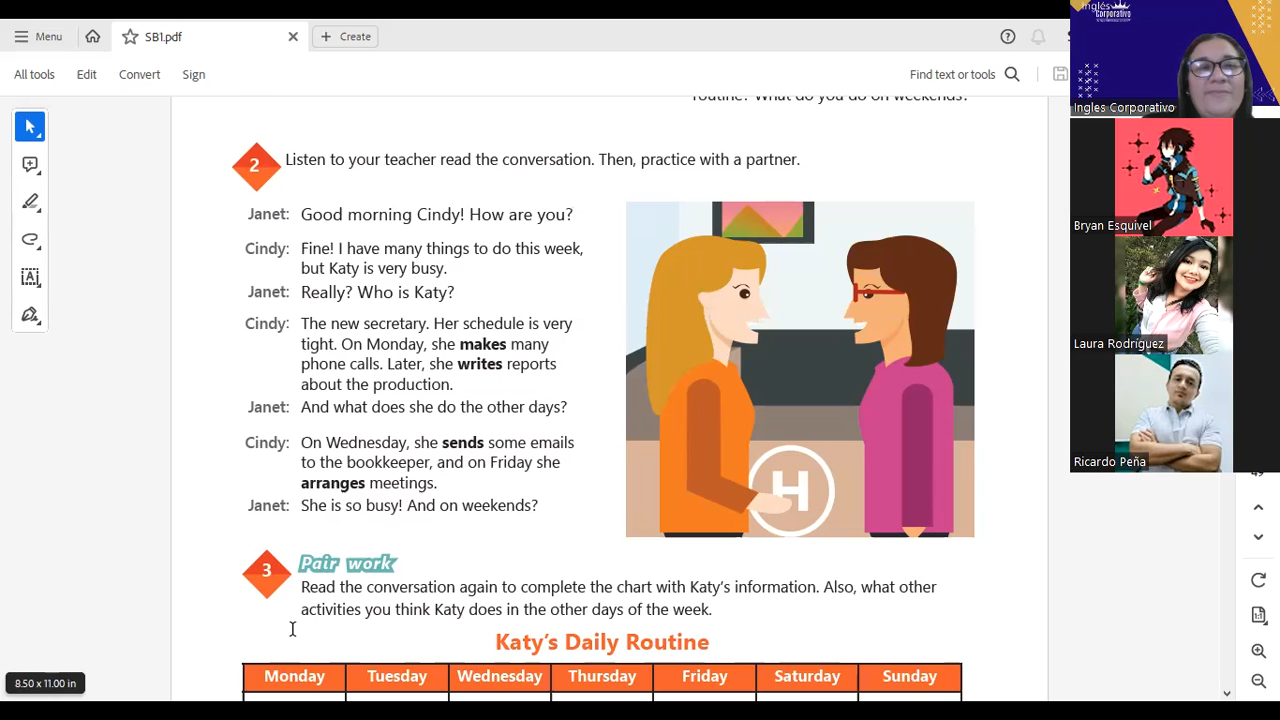 Menu
SB1.pdf
Create
All tools
Edit
Convert
Sign
Find text or tools
routine? What do you do on weekends?
2
Listen to your teacher read the conversation. Then, practice with a partner.
Janet: Good morning Cindy! How are you?
Cindy: Fine! I have many things to do this week,
but Katy is very busy.
Janet: Really? Who is Katy?
Cindy: The new secretary. Her schedule is very
tight. On Monday, she makes many
phone calls. Later, she writes reports
about the production.
Janet: And what does she do the other days?
Cindy: On Wednesday, she sends some emails
to the bookkeeper, and on Friday she
arranges meetings.
Janet: She is so busy! And on weekends?
H
3
Pair work
Read the conversation again to complete the chart with Katy's information. Also, what other
activities you think Katy does in the other days of the week.
Katy's Daily Routine
Monday Tuesday Wednesday Thursday Friday Saturday Sunday
8.50 x 11.00 in
Inglés
corporativo
Ingles Corporativo
Bryan Esquivel
Laura Rodríguez
Ricardo Peña
1:1